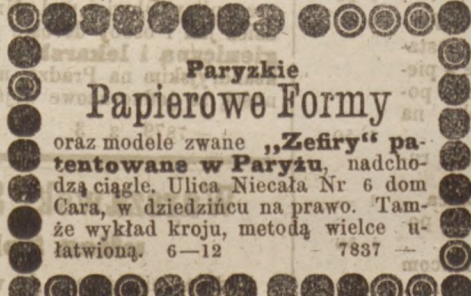 Paryzkie
Papierowe Formy
oraz modele zwane „Zefiry“ pa-
tentowane w Paryżu, nadcho-
dzą ciągle. Ulica Niecała Nr 6 dom
Cara, w dziedzińcu na prawo. Tam-
że wykład kroju, metodą wielce u-
łatwioną. 6—12 — 7837 —